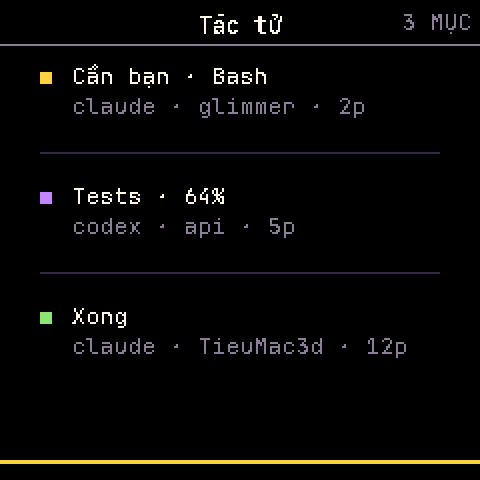 Tác tử
3 MỤC
Cần bạn · Bash
claude · glimmer · 2p
Tests · 64%
codex · api · 5p
Xong
claude · TieuMac3d · 12p